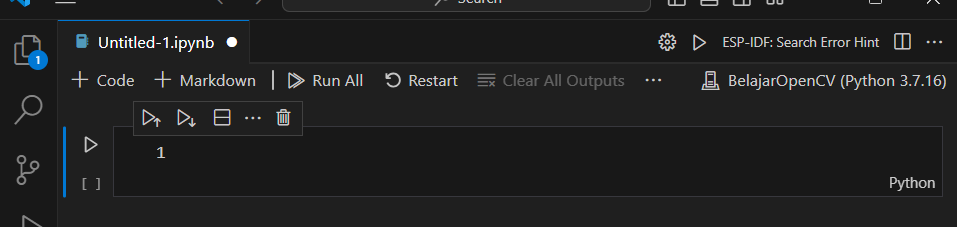 Search
1
Untitled-1.ipynb
ESP-IDF: Search Error Hint
Code
Markdown
Run All
Restart
Clear All Outputs
BelajarOpenCV (Python 3.7.16)
1
[ ]
Python